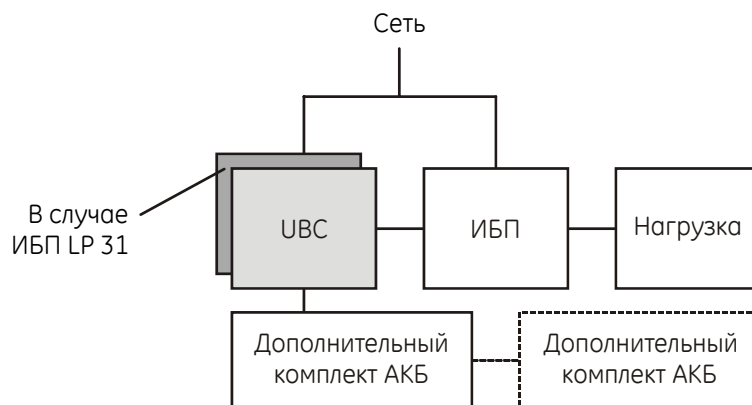 Сеть
В случае
ИБП LP 31
UBC
ИБП
Нагрузка
Дополнительный
комплект АКБ
Дополнительный
комплект АКБ